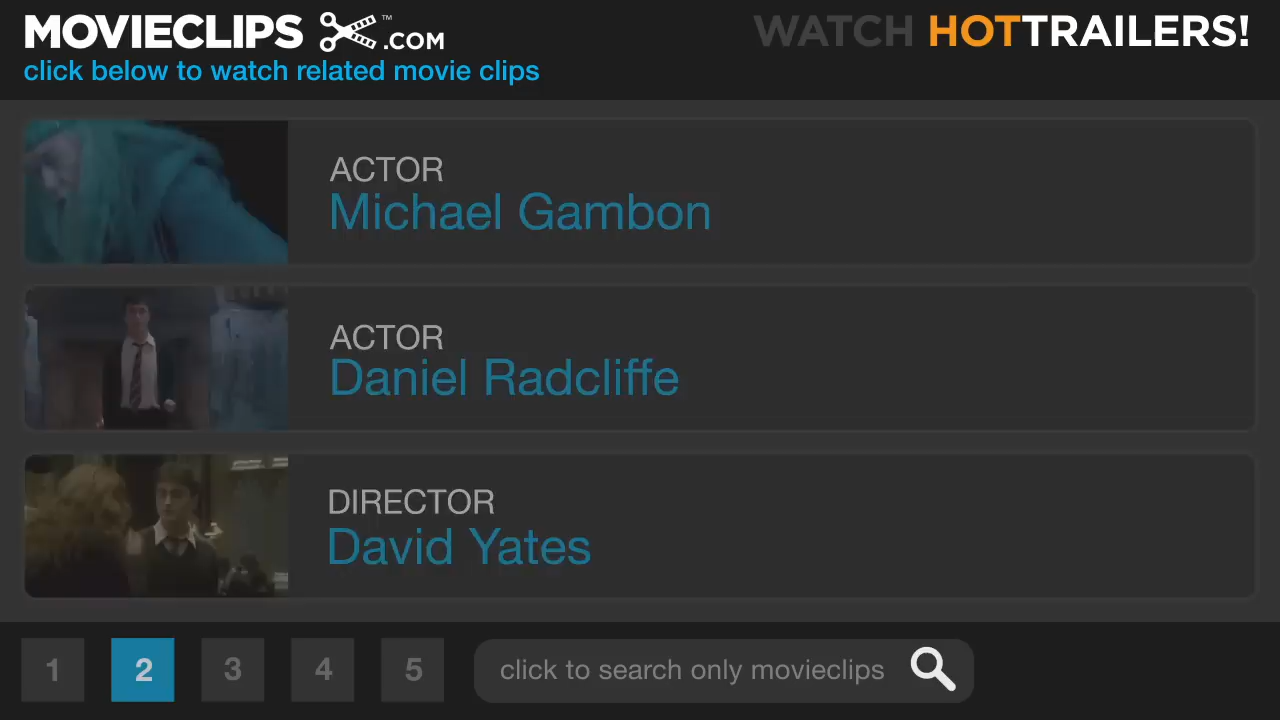 MOVIECLIPS ™ .COM
WATCH HOTTRAILERS!
click below to watch related movie clips
ACTOR
Michael Gambon
ACTOR
Daniel Radcliffe
DIRECTOR
David Yates
1 2 3 4 5 click to search only movieclips